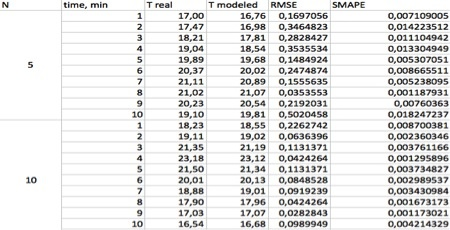 N time, min T real T modeled RMSE SMAPE
1 17,00 16,76 0,1697056 0,007109005
2 17,47 16,98 0,3464823 0,014223512
3 18,21 17,81 0,2828427 0,011104942
4 19,04 18,54 0,3535534 0,013304949
5 19,89 19,68 0,1484924 0,005307051
5
6 20,37 20,02 0,2474874 0,008665511
7 21,11 20,89 0,1555635 0,005238095
8 21,02 21,07 0,0353553 0,001187931
9 20,23 20,54 0,2192031 0,00760363
10 19,10 19,81 0,5020458 0,018247237
1 18,23 18,55 0,2262742 0,008700381
2 19,11 19,02 0,0636396 0,002360346
3 21,35 21,19 0,1131371 0,003761166
4 23,18 23,12 0,0424264 0,001295896
5 21,50 21,34 0,1131371 0,003734827
10
6 20,01 20,13 0,0848528 0,002989537
7 18,88 19,01 0,0919239 0,003430984
8 17,90 17,96 0,0424264 0,001673173
9 17,03 17,07 0,0282843 0,001173021
10 16,54 16,68 0,0989949 0,004214329